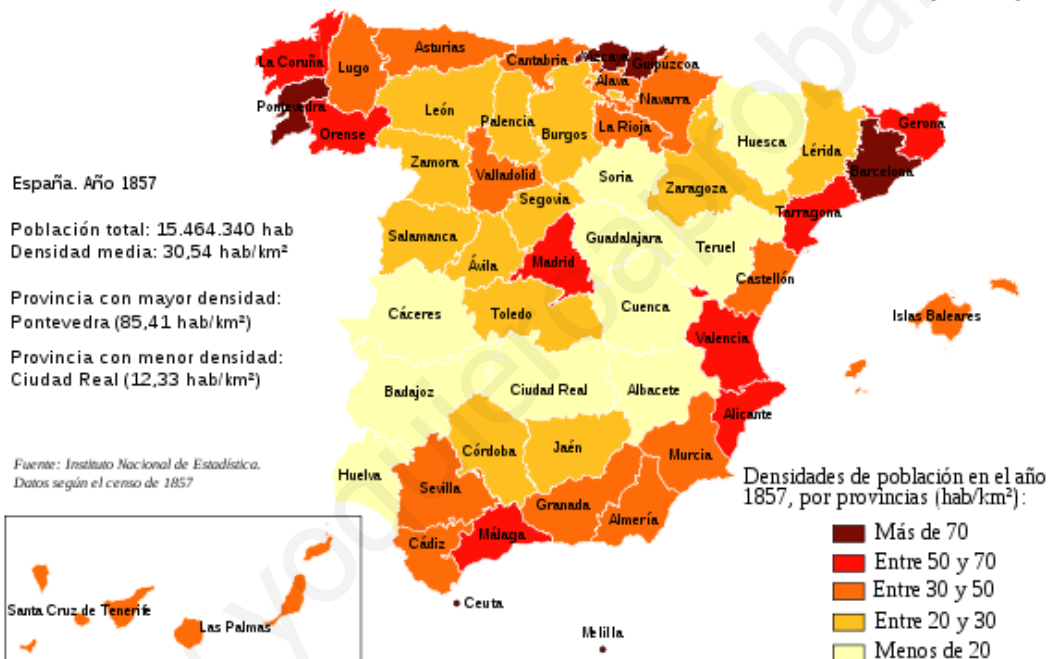 La Coruña
Lugo
Asturias
Cantabria
Vizcaya
Guipúzcoa
Álava
Navarra
Pontevedra
Orense
León
Palencia
Burgos
La Rioja
Huesca
Lérida
Gerona
Barcelona
Zamora
Valladolid
Soria
Zaragoza
Segovia
Tarragona
Salamanca
Ávila
Madrid
Guadalajara
Teruel
Castellón
Cáceres
Toledo
Cuenca
Valencia
Islas Baleares
Badajoz
Ciudad Real
Albacete
Alicante
Huelva
Sevilla
Córdoba
Jaén
Murcia
Cádiz
Málaga
Granada
Almería
Ceuta
Melilla
España. Año 1857
Población total: 15.464.340 hab
Densidad media: 30,54 hab/km²
Provincia con mayor densidad:
Pontevedra (85,41 hab/km²)
Provincia con menor densidad:
Ciudad Real (12,33 hab/km²)
Fuente: Instituto Nacional de Estadística.
Datos según el censo de 1857
Santa Cruz de Tenerife
Las Palmas
Densidades de población en el año
1857, por provincias (hab/km²):
Más de 70
Entre 50 y 70
Entre 30 y 50
Entre 20 y 30
Menos de 20